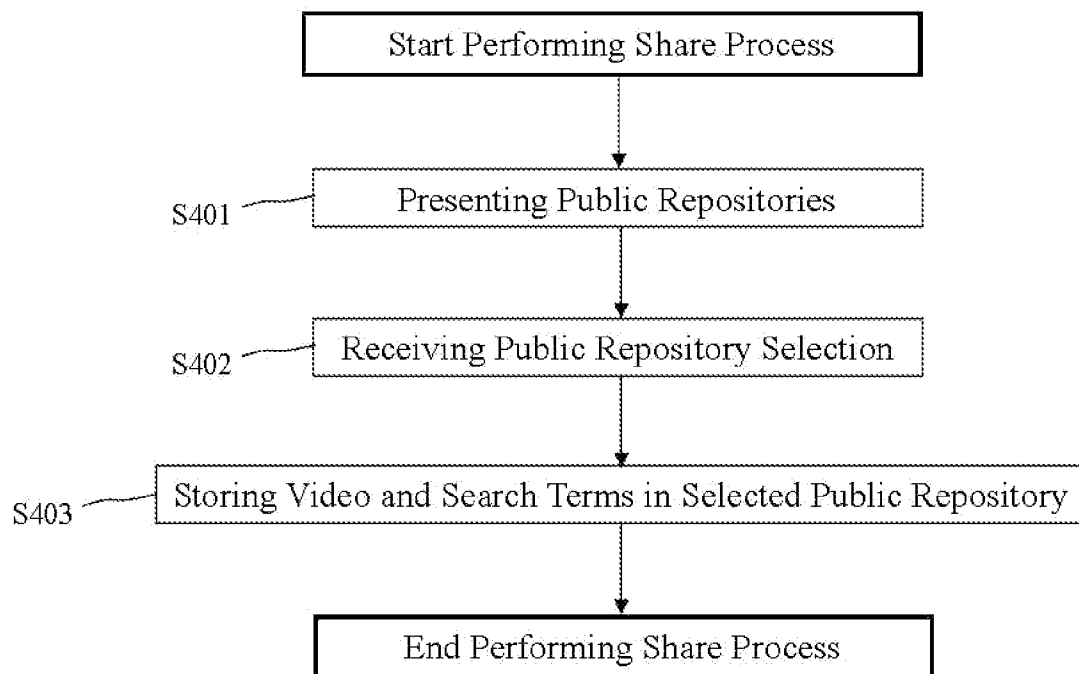 Start Performing Share Process
S401
Presenting Public Repositories
S402
Receiving Public Repository Selection
S403
Storing Video and Search Terms in Selected Public Repository
End Performing Share Process